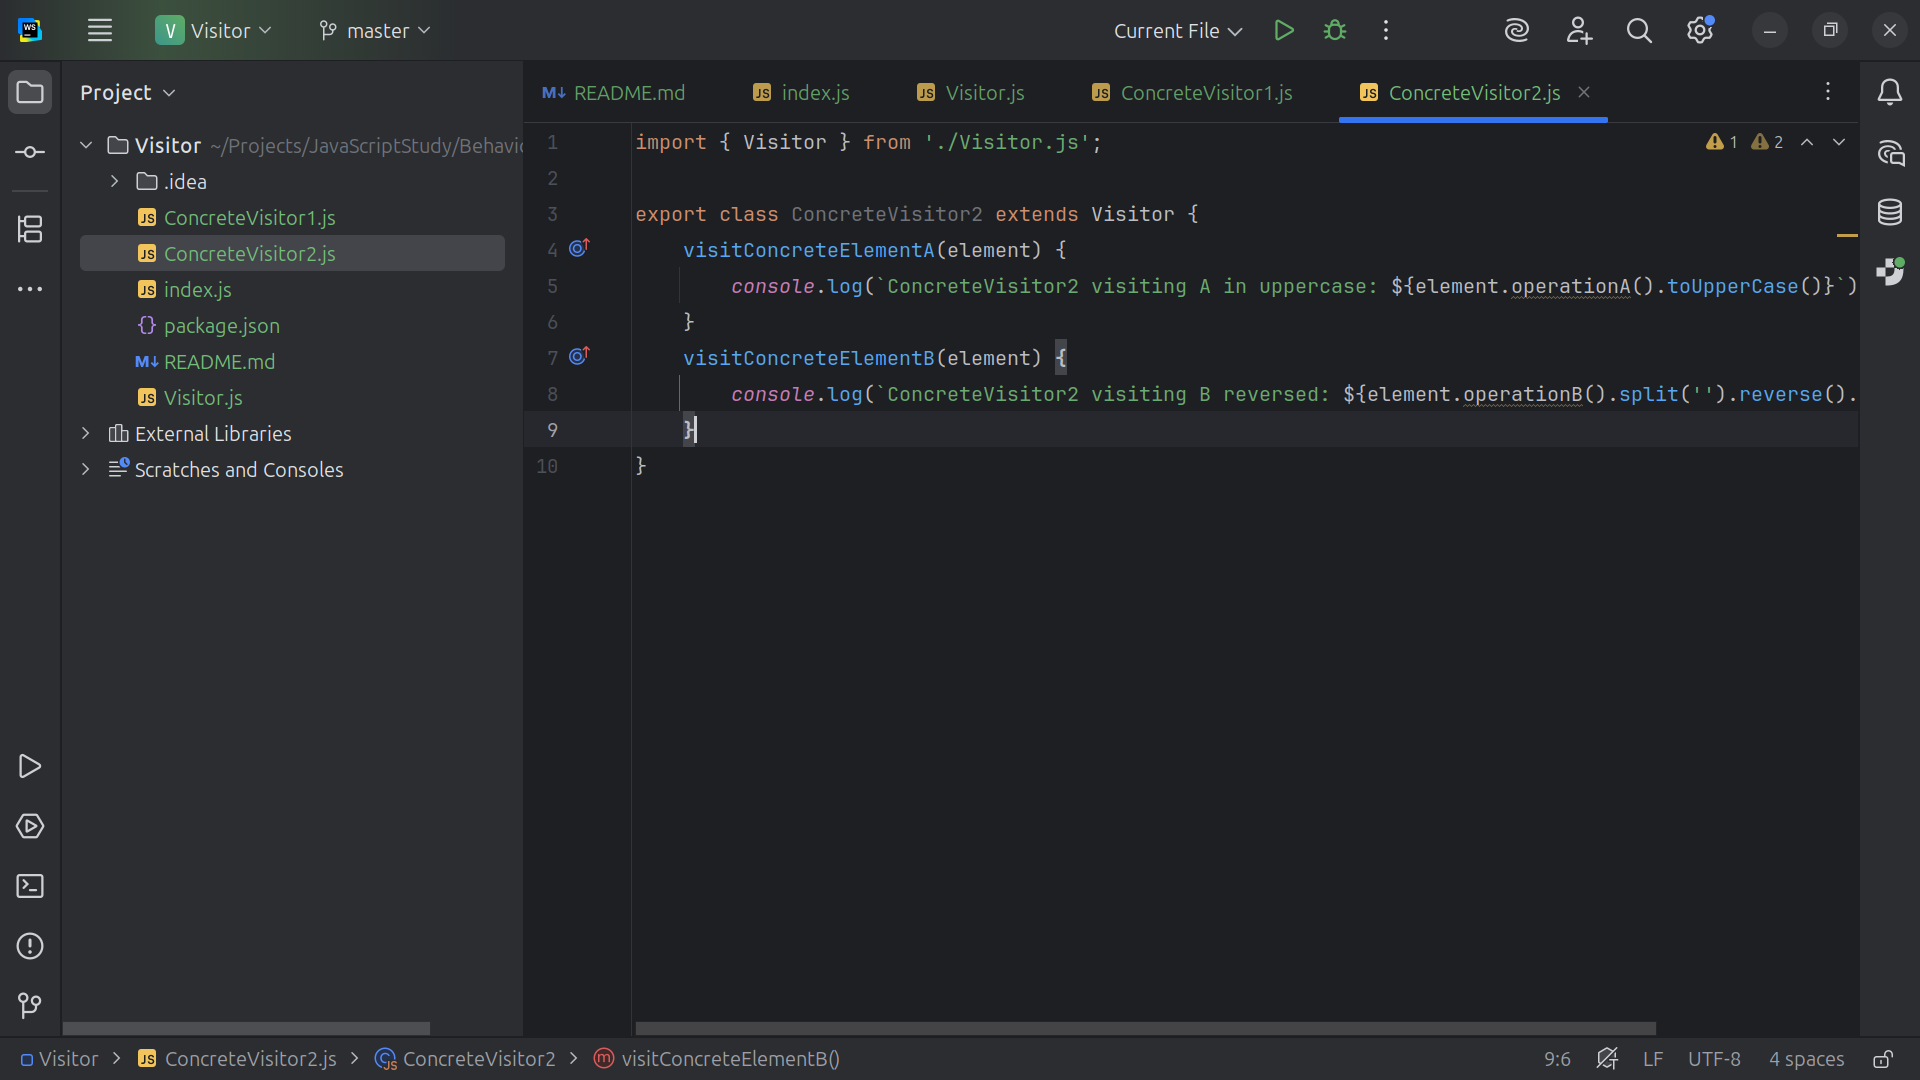 V Visitor master Current File
Project
README.md index.js Visitor.js ConcreteVisitor1.js ConcreteVisitor2.js
Visitor ~/Projects/JavaScriptStudy/Behavio
.idea
ConcreteVisitor1.js
ConcreteVisitor2.js
index.js
package.json
README.md
Visitor.js
External Libraries
Scratches and Consoles
1 import { Visitor } from './Visitor.js';
1 2
2
3 export class ConcreteVisitor2 extends Visitor {
4 visitConcreteElementA(element) {
5 console.log(`ConcreteVisitor2 visiting A in uppercase: ${element.operationA().toUpperCase()}`)
6 }
7 visitConcreteElementB(element) {
8 console.log(`ConcreteVisitor2 visiting B reversed: ${element.operationB().split('').reverse().
9 }
10 }
Visitor > ConcreteVisitor2.js > ConcreteVisitor2 > visitConcreteElementB()
9:6 LF UTF-8 4 spaces